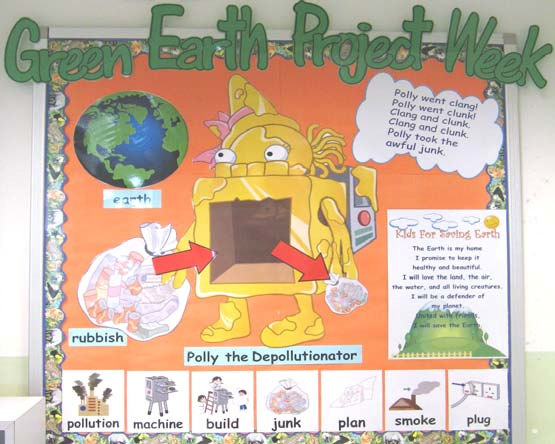 Green Earth Project Week
Polly went clang!
Polly went clunk!
Clang and clunk.
Clang and clunk.
Polly took the
awful junk.
earth
Kids For Saving Earth
The Earth is my home
I promise to keep it
healthy and beautiful.
I will love the land, the air,
the water, and all living creatures.
I will be a defender of
my planet.
United with friends,
I will save the Earth.
rubbish
Polly the Depollutionator
pollution machine build junk plan smoke plug